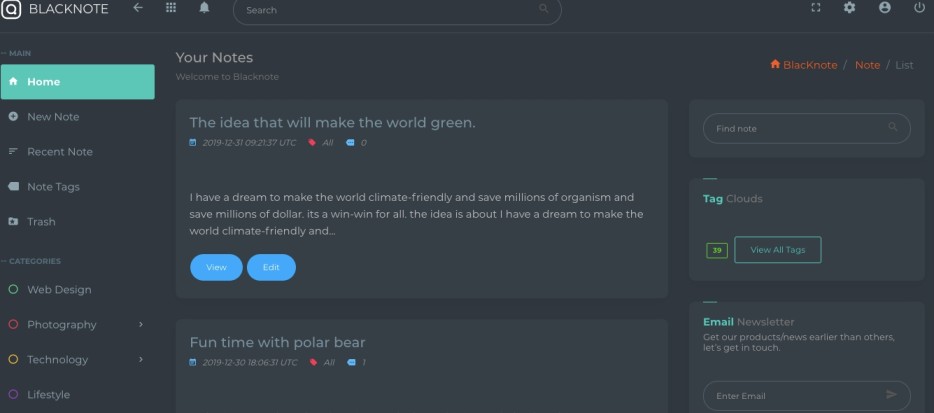 BLACKNOTE
Search
MAIN
Home
New Note
Recent Note
Note Tags
Trash
CATEGORIES
Web Design
Photography
Technology
Lifestyle
Your Notes
Welcome to Blacknote
BlacKnote / Note / List
The idea that will make the world green.
2019-12-31 09:21:37 UTC All 0
I have a dream to make the world climate-friendly and save millions of organism and
save millions of dollar. its a win-win for all. the idea is about I have a dream to make the
world climate-friendly and...
View Edit
Fun time with polar bear
2019-12-30 18:06:31 UTC All 1
Find note
Tag Clouds
39 View All Tags
Email Newsletter
Get our products/news earlier than others,
let's get in touch.
Enter Email